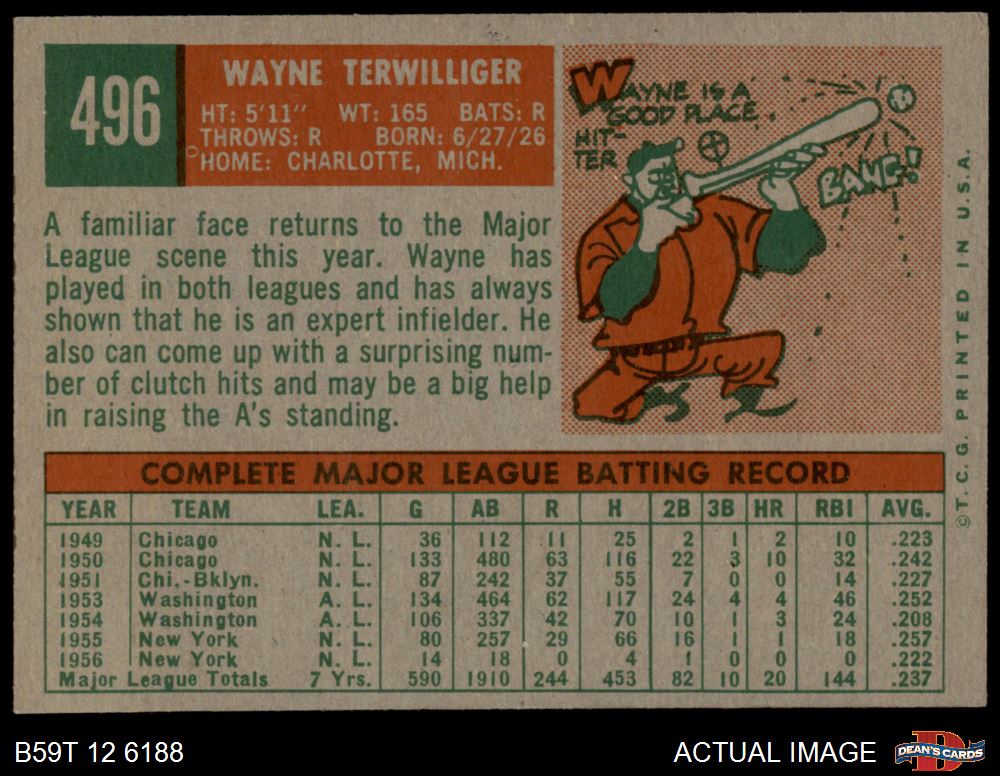 496
WAYNE TERWILLIGER
HT: 5'11" WT: 165 BATS: R
THROWS: R BORN: 6/27/26
HOME: CHARLOTTE, MICH.
WAYNE IS A
GOOD PLACE
HIT-
TER.
BANG!
A familiar face returns to the Major
League scene this year. Wayne has
played in both leagues and has always
shown that he is an expert infielder. He
also can come up with a surprising num-
ber of clutch hits and may be a big help
in raising the A's standing.
©T.C.G. PRINTED IN U.S.A.
COMPLETE MAJOR LEAGUE BATTING RECORD
YEAR TEAM LEA. G AB R H 2B 3B HR RBI AVG.
1949 Chicago N. L. 36 112 11 25 2 1 2 10 .223
1950 Chicago N. L. 133 480 63 116 22 3 10 32 .242
1951 Chi.-Bklyn. N. L. 87 242 37 55 7 0 0 14 .227
1953 Washington A. L. 134 464 62 117 24 4 4 46 .252
1954 Washington A. L. 106 337 42 70 10 1 3 24 .208
1955 New York N. L. 80 257 29 66 16 1 1 18 .257
1956 New York N. L. 14 18 0 4 1 0 0 0 .222
Major League Totals 7 Yrs. 590 1910 244 453 82 10 20 144 .237
B59T 12 6188
ACTUAL IMAGE
D
DEAN'S CARDS